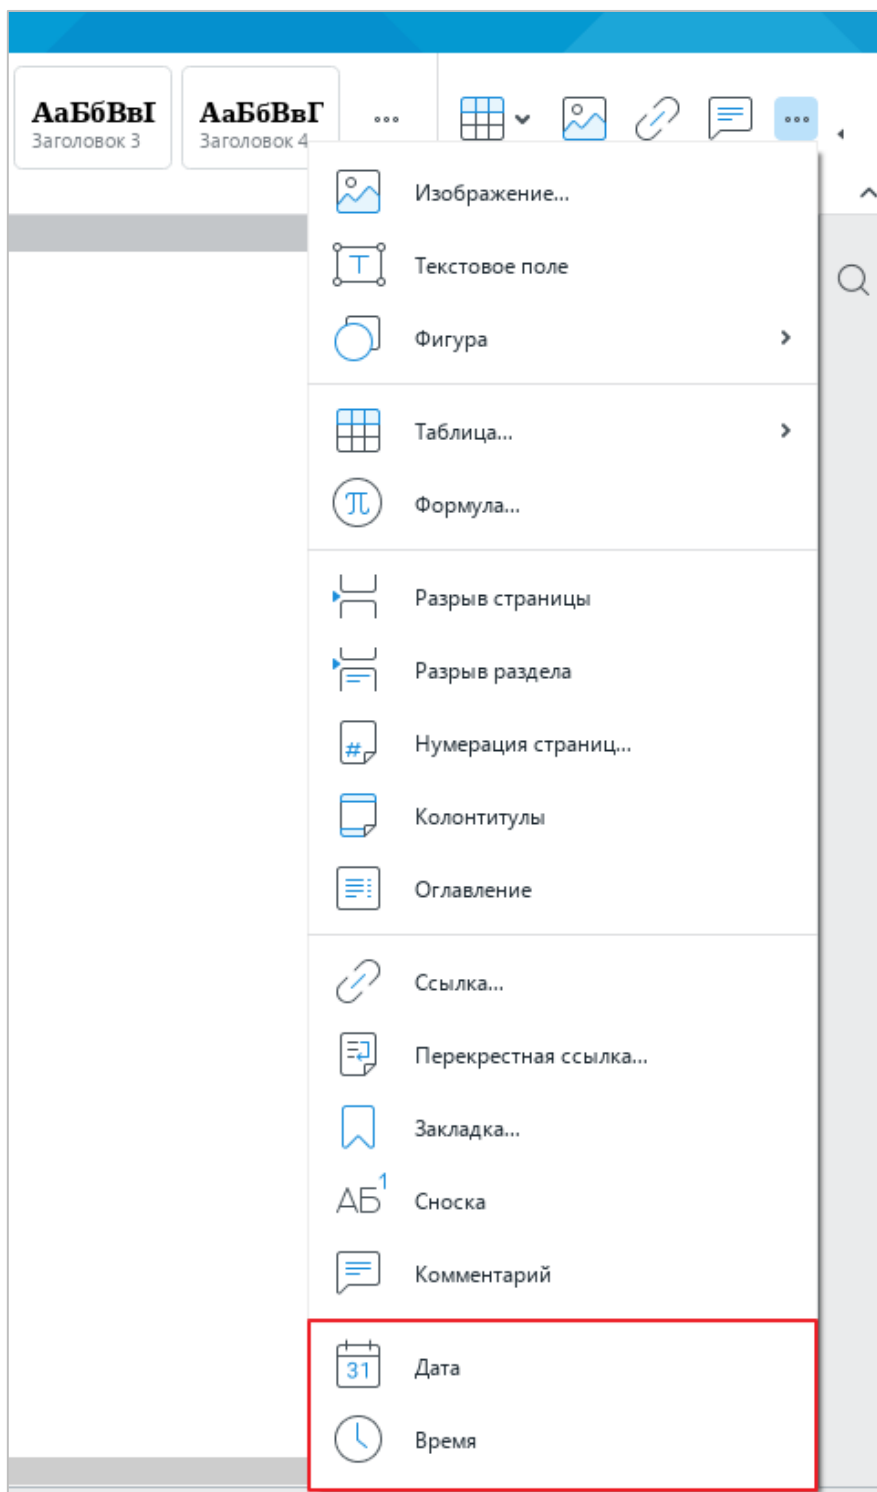 АаБбВвГ
Заголовок 3
АаБбВвГ
Заголовок 4
Изображение...
Текстовое поле
Фигура
Таблица...
π
Формула...
Разрыв страницы
Разрыв раздела
#
Нумерация страниц...
Колонтитулы
Оглавление
Ссылка...
Перекрестная ссылка...
Закладка...
АБ1
Сноска
Комментарий
31
Дата
Время